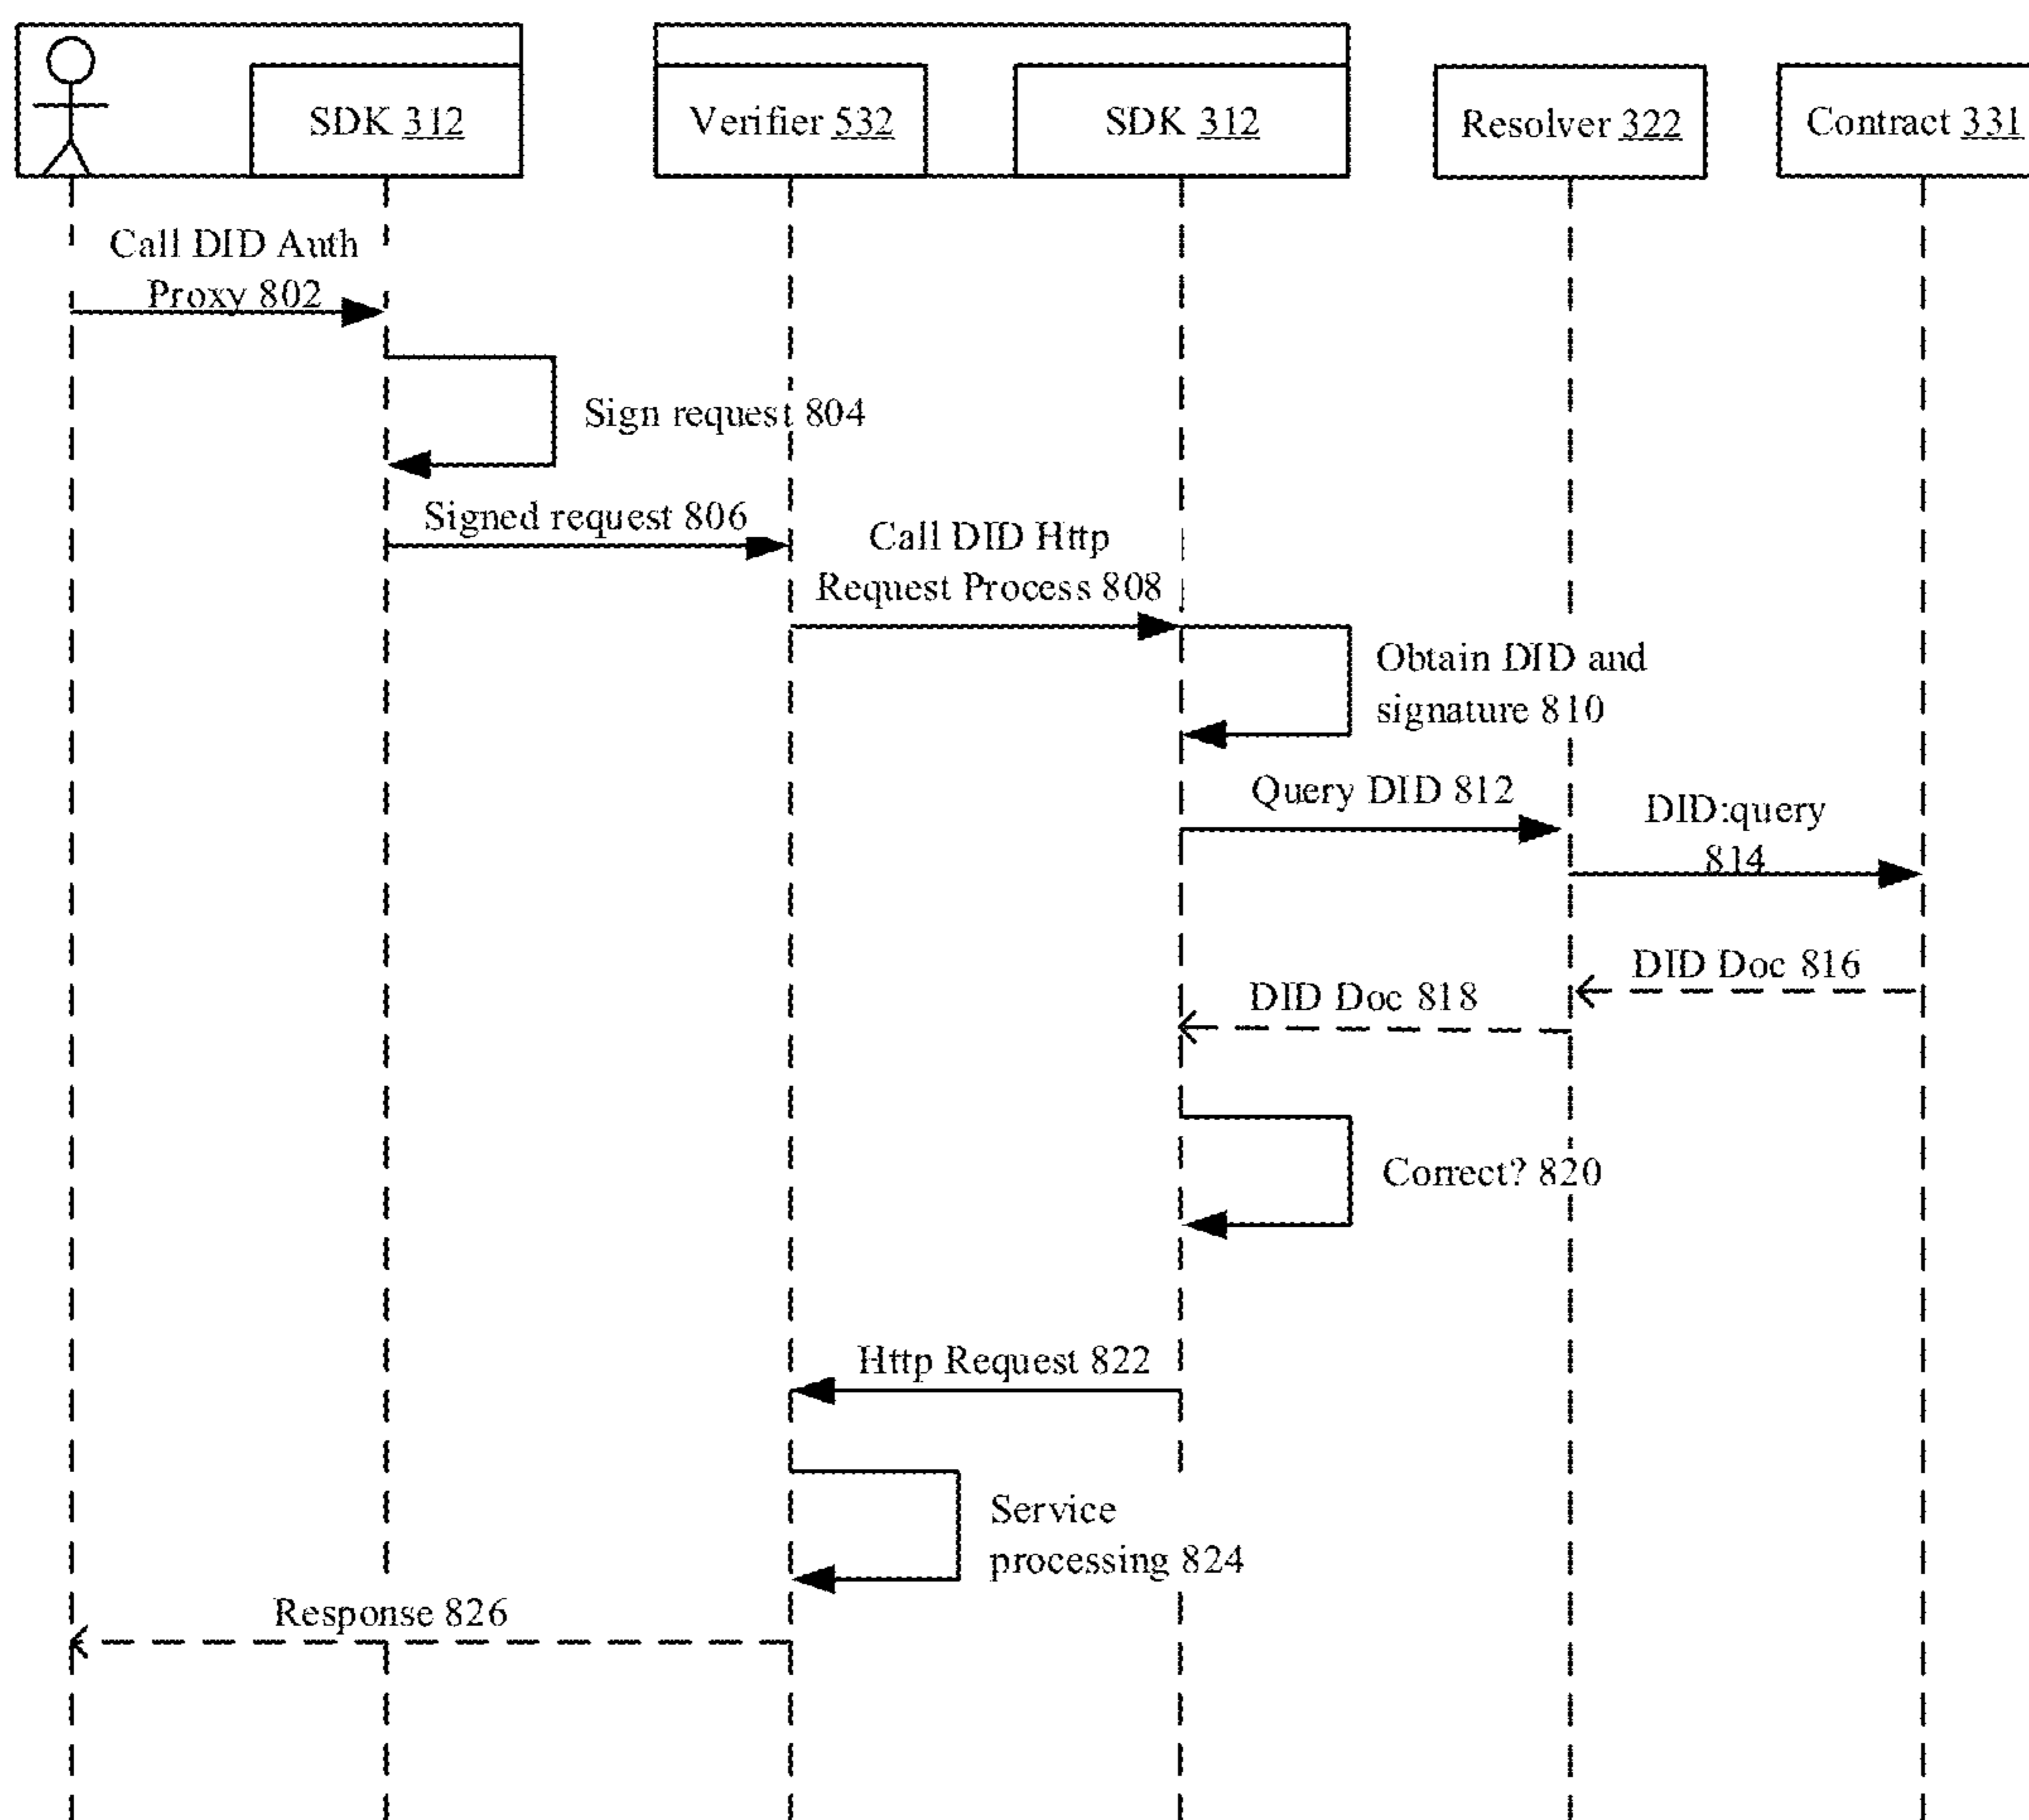 SDK 312
Verifier 532
SDK 312
Resolver 322
Contract 331
Call DID Auth
Proxy 802
Sign request 804
Signed request 806
Call DID Http
Request Process 808
Obtain DID and
signature 810
Query DID 812
DID:query
814
DID Doc 816
DID Doc 818
Correct? 820
Http Request 822
Service
processing 824
Response 826